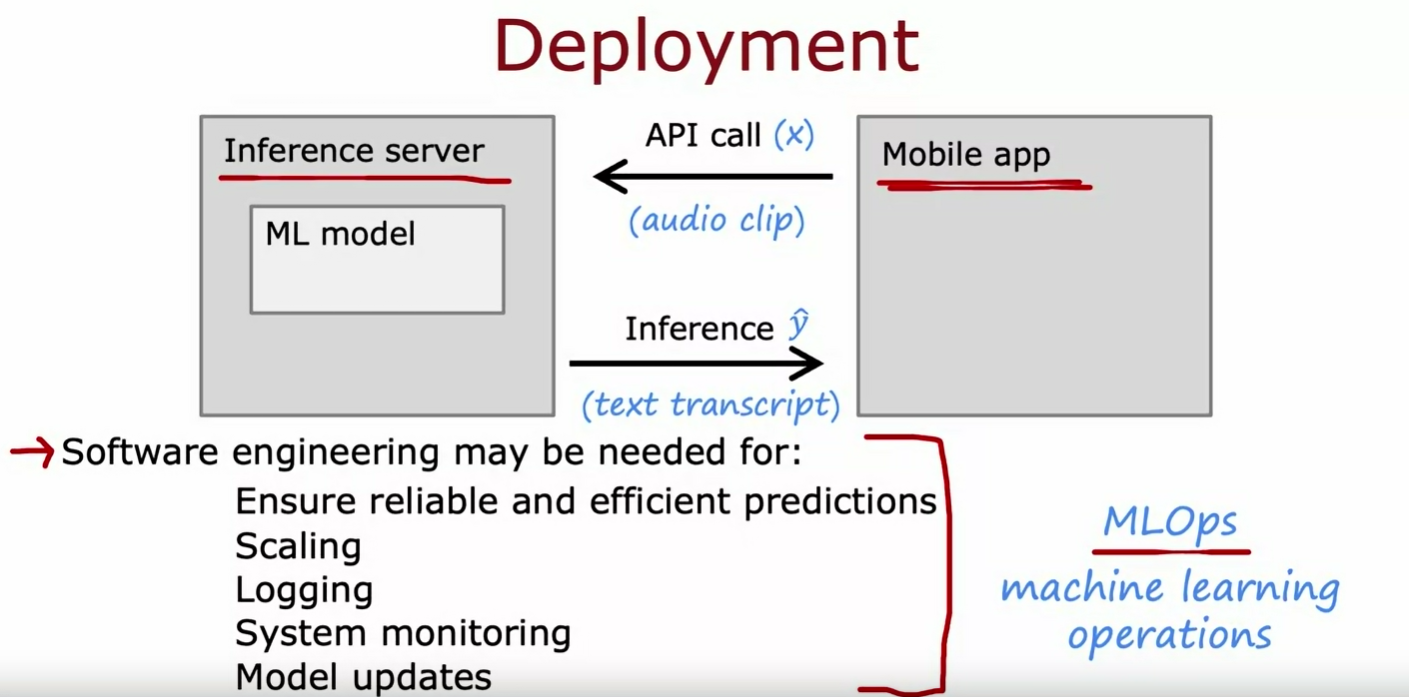 Deployment
Inference server
ML model
API call (x)
(audio clip)
Inference ŷ
(text transcript)
Mobile app
→Software engineering may be needed for:
Ensure reliable and efficient predictions
Scaling
Logging
System monitoring
Model updates
MLOps
machine learning
operations